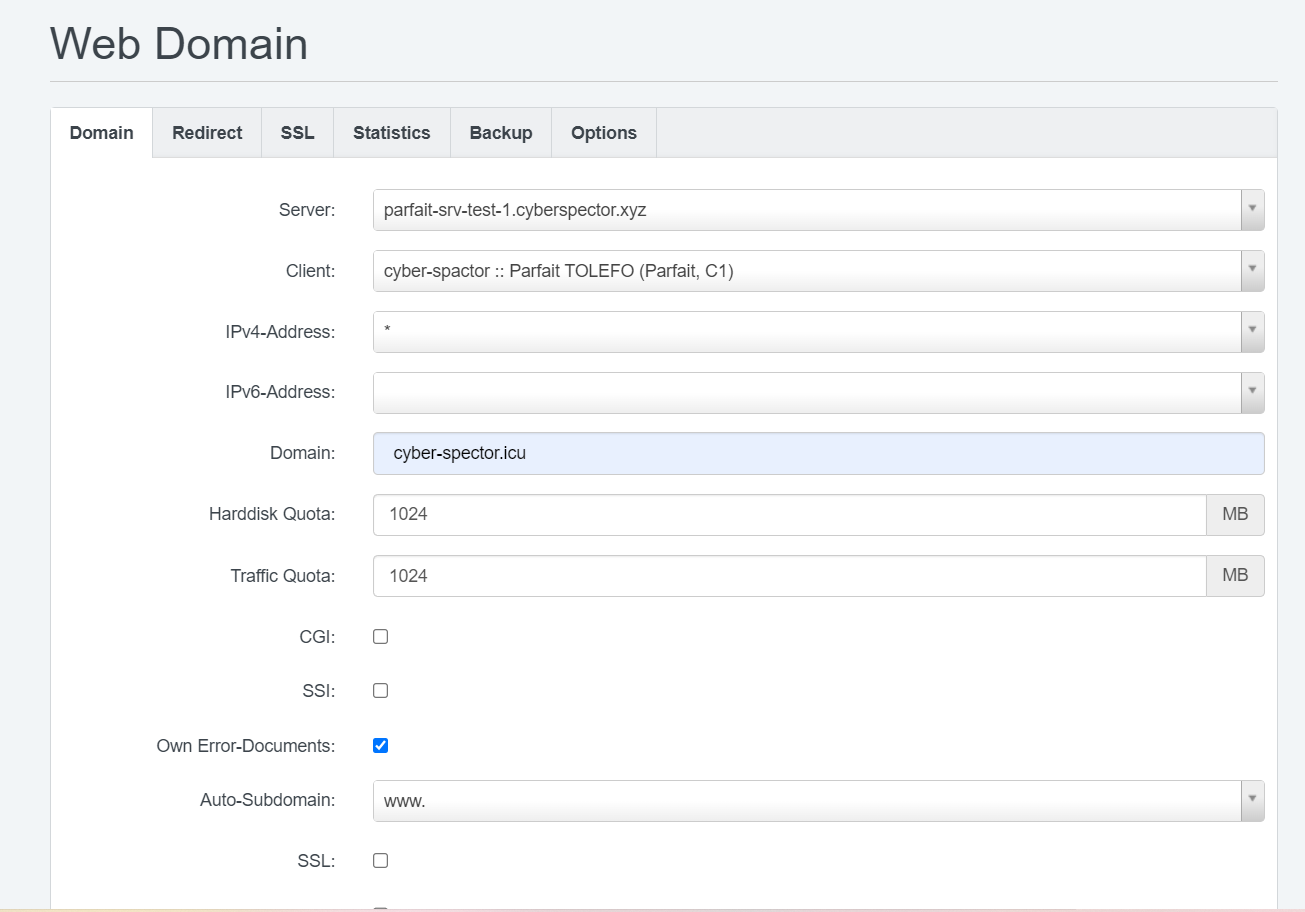 Web Domain
Domain Redirect SSL Statistics Backup Options
Server: parfait-srv-test-1.cyberspector.xyz
Client: cyber-spactor :: Parfait TOLEFO (Parfait, C1)
IPv4-Address: *
IPv6-Address:
Domain: cyber-spector.icu
Harddisk Quota: 1024 MB
Traffic Quota: 1024 MB
CGI:
SSI:
Own Error-Documents:
Auto-Subdomain: www.
SSL: